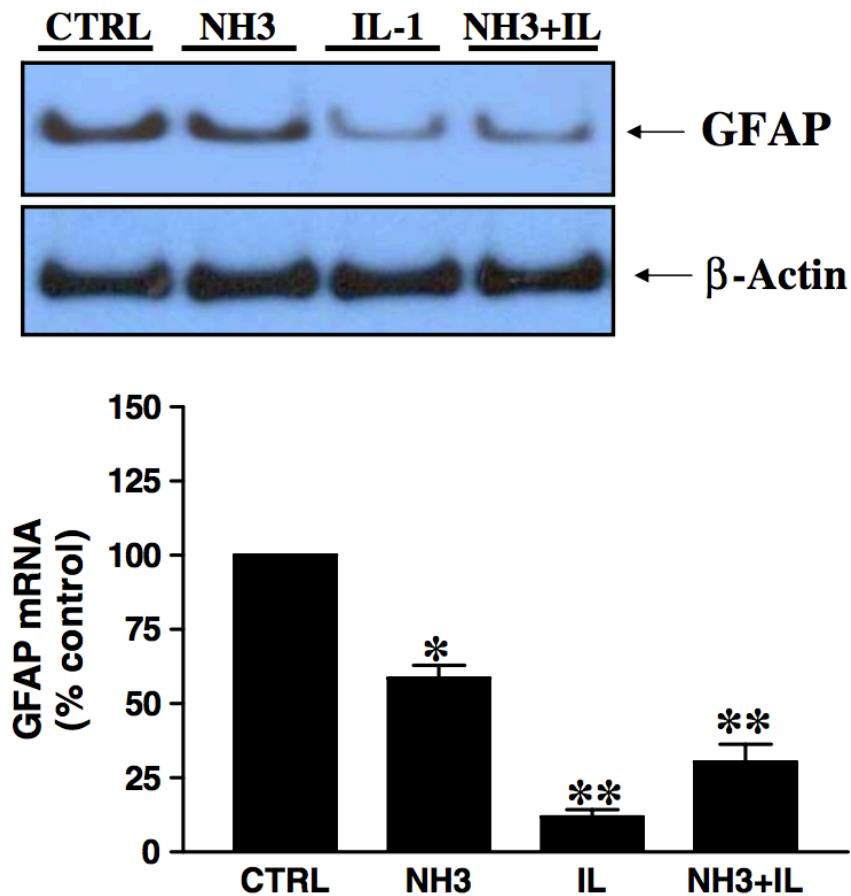 CTRL NH3 IL-1 NH3+IL
GFAP
β-Actin
150
125
100
75
50
25
0
GFAP mRNA
(% control)
*
**
**
CTRL NH3 IL NH3+IL